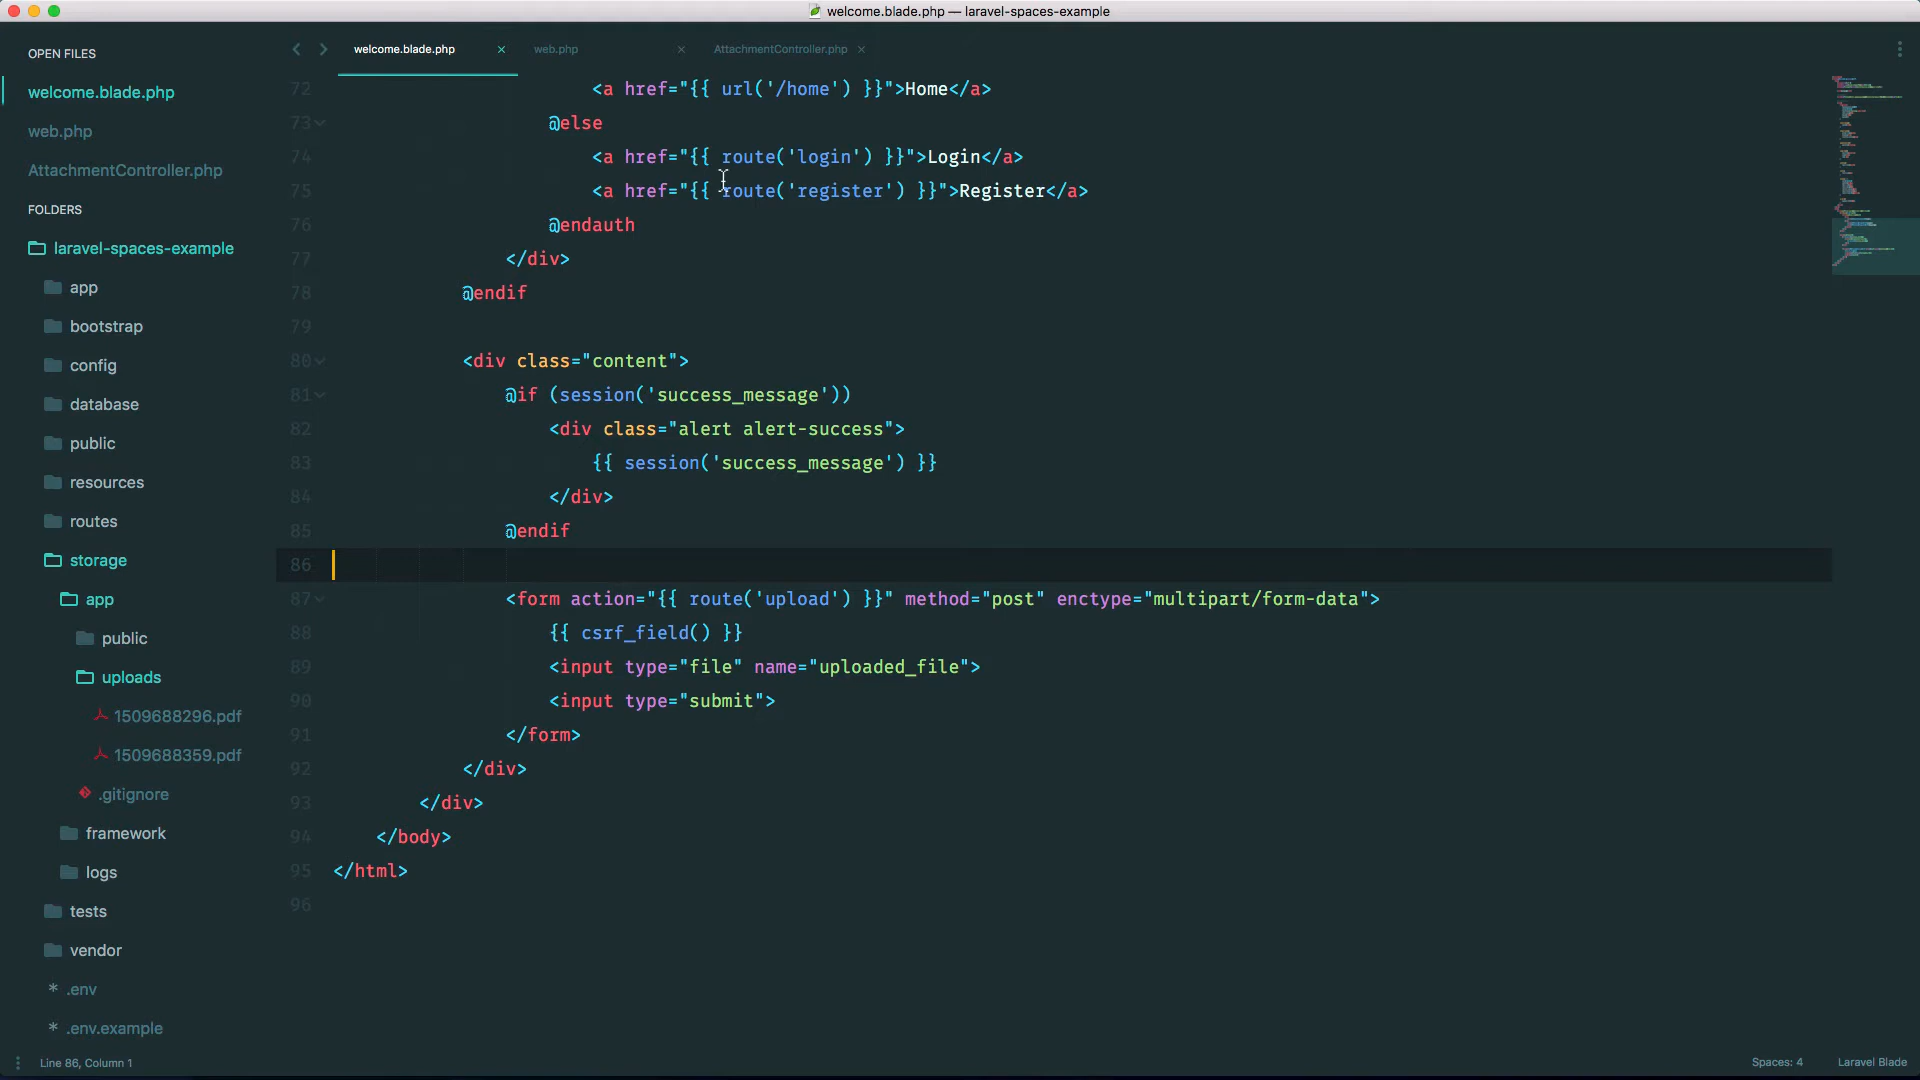 welcome.blade.php — laravel-spaces-example
OPEN FILES
welcome.blade.php
web.php
AttachmentController.php
FOLDERS
laravel-spaces-example
app
bootstrap
config
database
public
resources
routes
storage
app
public
uploads
1509688296.pdf
1509688359.pdf
.gitignore
framework
logs
tests
vendor
* .env
* .env.example
welcome.blade.php × web.php × AttachmentController.php ×
72 <a href="{{ url('/home') }}">Home</a>
73 @else
74 <a href="{{ route('login') }}">Login</a>
75 <a href="{{ route('register') }}">Register</a>
76 @endauth
77 </div>
78 @endif
79
80 <div class="content">
81 @if (session('success_message'))
82 <div class="alert alert-success">
83 {{ session('success_message') }}
84 </div>
85 @endif
86
87 <form action="{{ route('upload') }}" method="post" enctype="multipart/form-data">
88 {{ csrf_field() }}
89 <input type="file" name="uploaded_file">
90 <input type="submit">
91 </form>
92 </div>
93 </div>
94 </body>
95 </html>
96
Line 86, Column 1
Spaces: 4
Laravel Blade